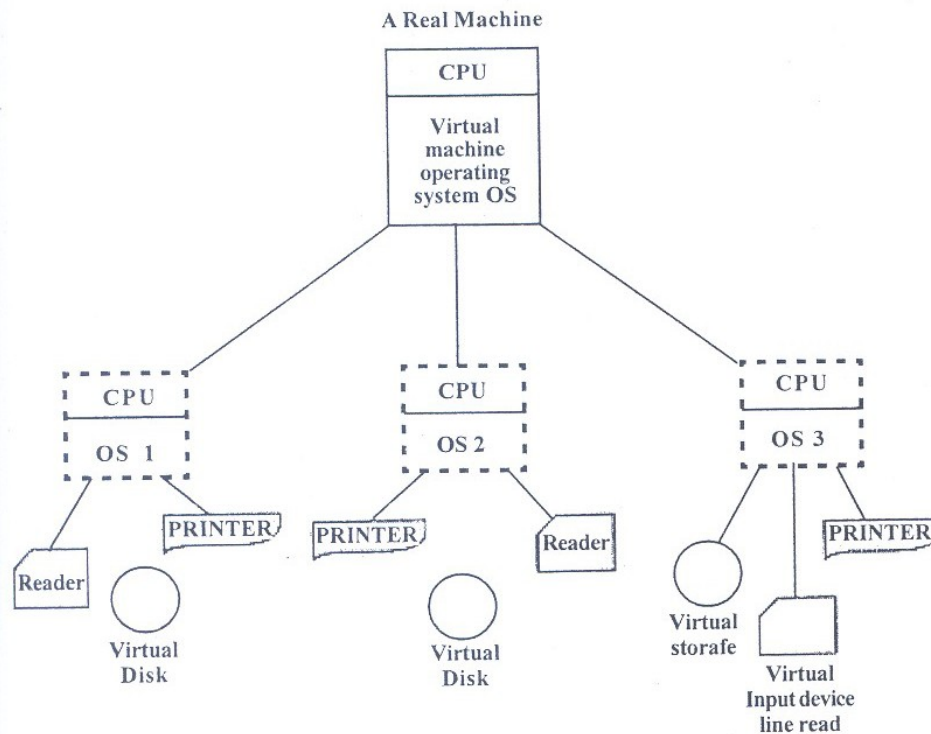 A Real Machine
CPU
Virtual
machine
operating
system OS
CPU
OS 1
CPU
OS 2
CPU
OS 3
Reader
PRINTER
Virtual
Disk
PRINTER
Reader
Virtual
Disk
Virtual
storafe
Virtual
Input device
line read
PRINTER